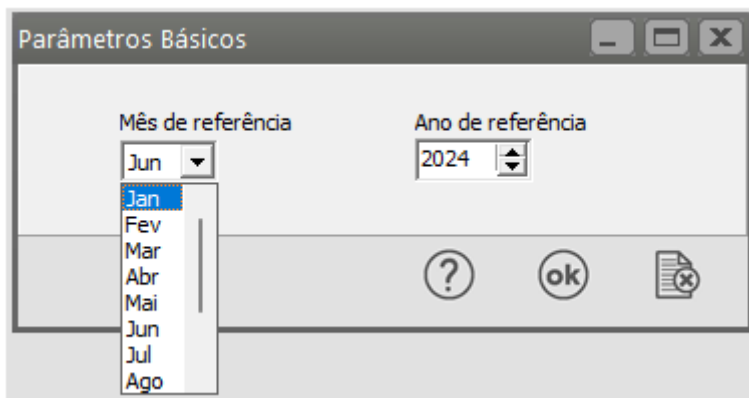 Parâmetros Básicos
Mês de referência
Ano de referência
Jun
2024
Jan
Fev
Mar
Abr
Mai
Jun
Jul
Ago
?
ok